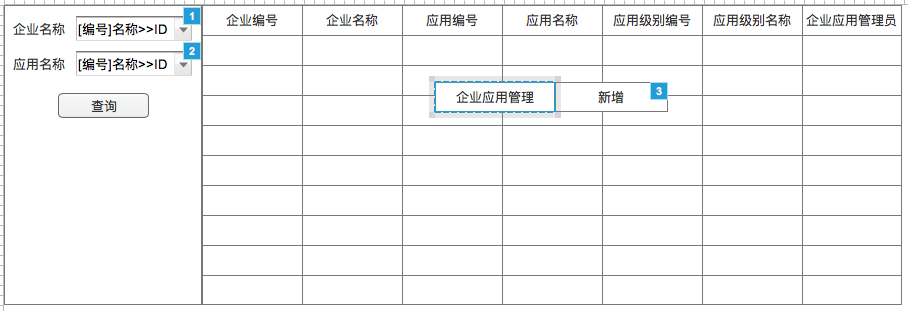 企业名称 [编号]名称>>ID 1
应用名称 [编号]名称>>ID 2
查询
企业编号 企业名称 应用编号 应用名称 应用级别编号 应用级别名称 企业应用管理员
企业应用管理 新增 3